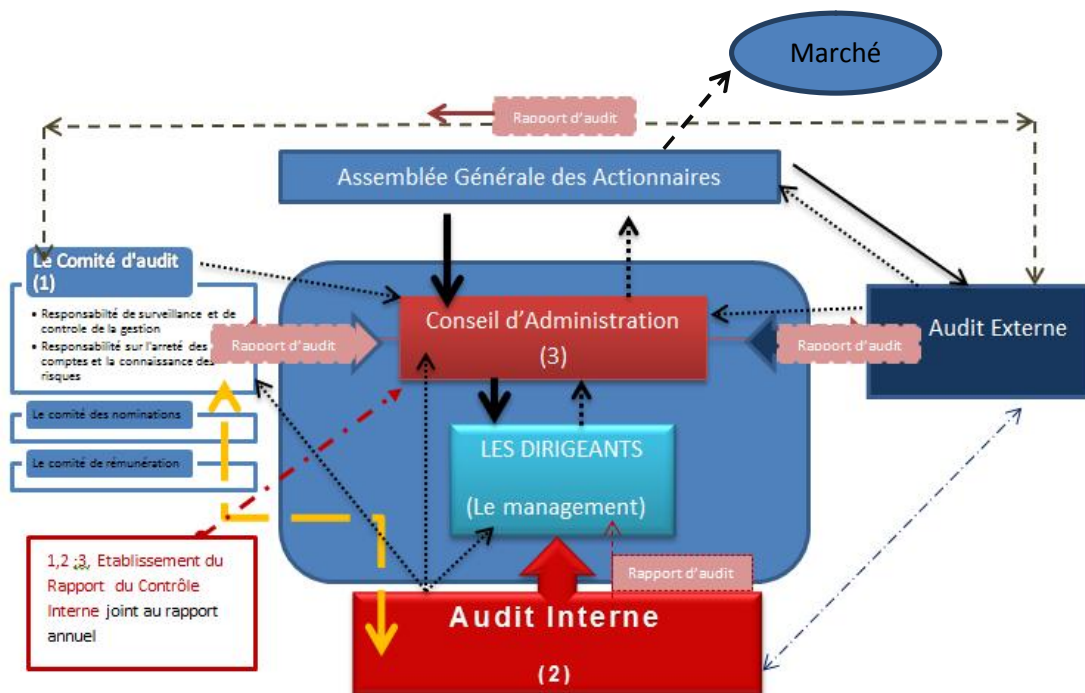 Marché
Rapport d'audit
Assemblée Générale des Actionnaires
Le Comité d'audit
(1)
• Responsabilté de surveillance et de
controle de la gestion
• Responsabilité sur l'arreté des
comptes et la connaissance des
risques
Rapport d'audit
Conseil d'Administration
(3)
Rapport d'audit
Audit Externe
Le comité des nominations
Le comité de rémunération
LES DIRIGEANTS
(Le management)
1,2 ;3, Etablissement du
Rapport du Contrôle
Interne joint au rapport
annuel
Rapport d'audit
Audit Interne
(2)